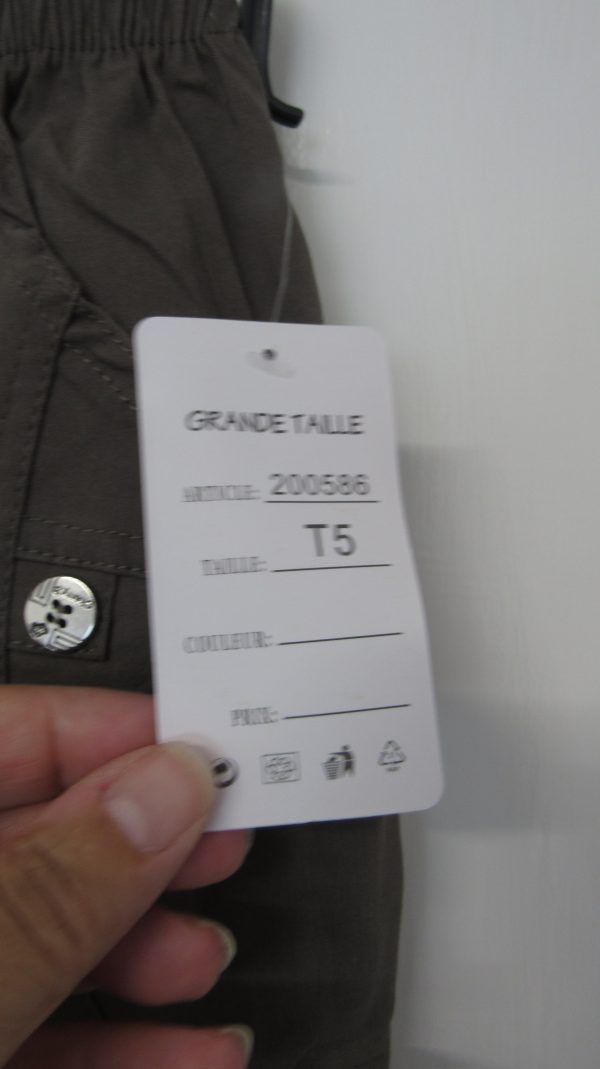 GRANDE TAILLE
ARTICLE: 200586
TAILLE: T5
COULEUR:
PRIX: